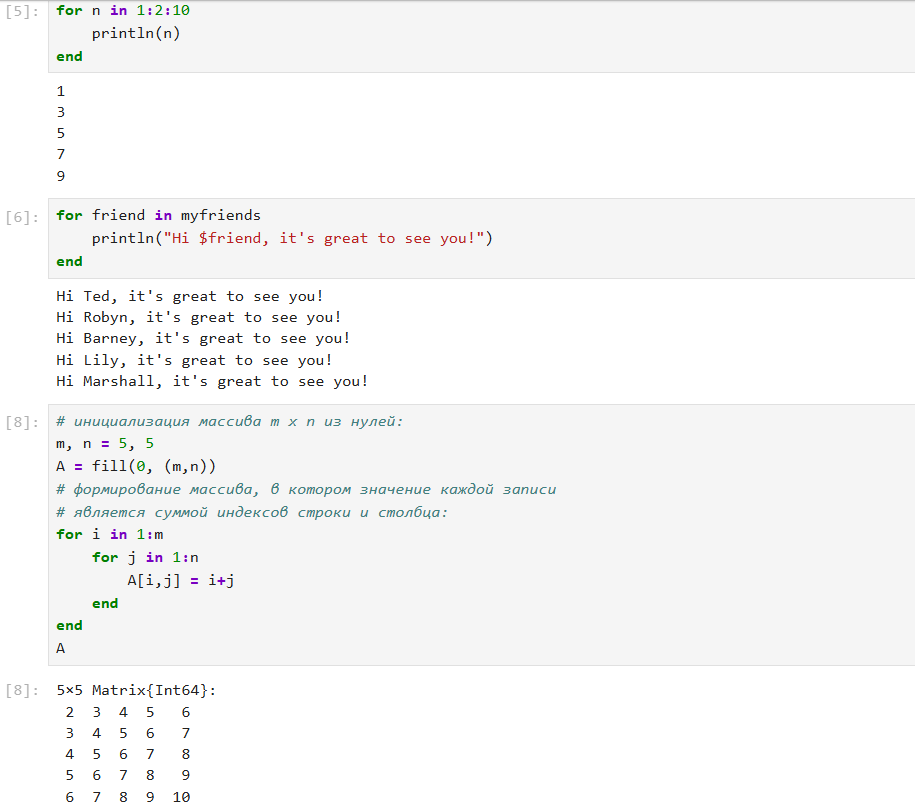 [5]: for n in 1:2:10
    println(n)
end
1
3
5
7
9
[6]: for friend in myfriends
    println("Hi $friend, it's great to see you!")
end
Hi Ted, it's great to see you!
Hi Robyn, it's great to see you!
Hi Barney, it's great to see you!
Hi Lily, it's great to see you!
Hi Marshall, it's great to see you!
[8]: # инициализация массива m x n из нулей:
m, n = 5, 5
A = fill(0, (m,n))
# формирование массива, в котором значение каждой записи
# является суммой индексов строки и столбца:
for i in 1:m
    for j in 1:n
        A[i,j] = i+j
    end
end
A
[8]: 5×5 Matrix{Int64}:
 2  3  4  5   6
 3  4  5  6   7
 4  5  6  7   8
 5  6  7  8   9
 6  7  8  9  10